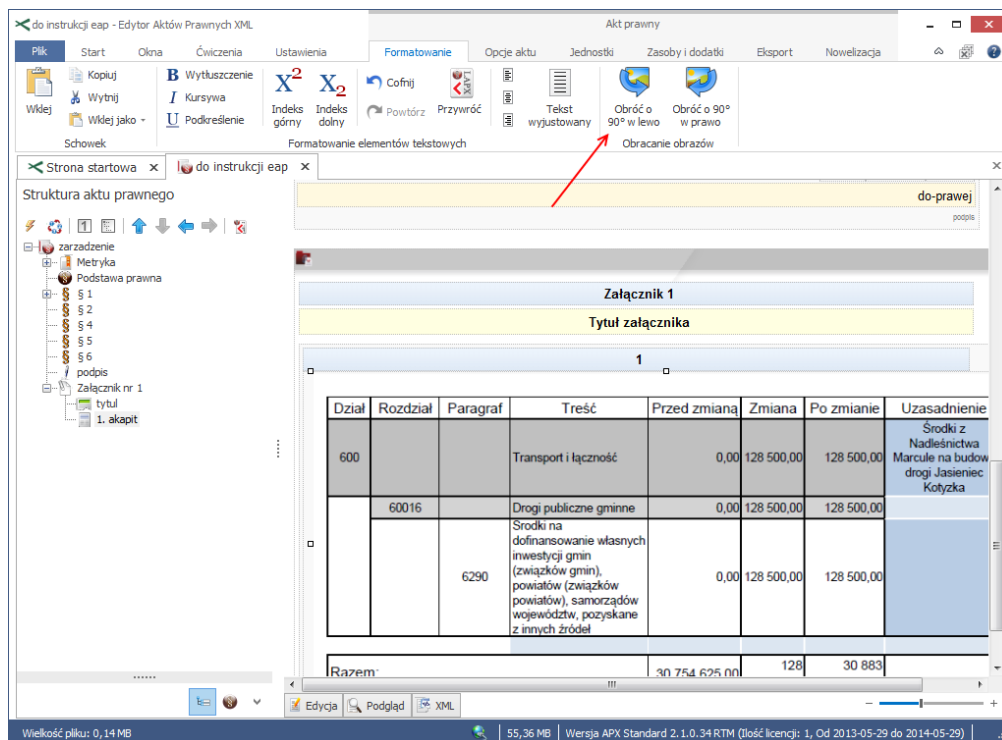 do instrukcji eap - Edytor Aktów Prawnych XML
Akt prawny
Plik Start Okna Ćwiczenia Ustawienia Formatowanie Opcje aktu Jednostki Zasoby i dodatki Eksport Nowelizacja
Wklej
Kopiuj
Wytnij
Wklej jako
Schowek
B Wytłuszczenie
I Kursywa
U Podkreślenie
X2 Indeks górny
X2 Indeks dolny
Cofnij
Powtórz
Przywróć
Formatowanie elementów tekstowych
Tekst wyjustowany
Obróć o 90° w lewo
Obróć o 90° w prawo
Obracanie obrazów
Strona startowa x do instrukcji eap x
Struktura aktu prawnego
zarzadzenie
Metryka
Podstawa prawna
§ § 1
§ § 2
§ § 4
§ § 5
§ § 6
podpis
Załącznik nr 1
tytul
1. akapit
do-prawej
podpis
Załącznik 1
Tytuł załącznika
1
Dział Rozdział Paragraf Treść Przed zmianą Zmiana Po zmianie Uzasadnienie
600 Transport i łączność 0,00 128 500,00 128 500,00
Środki z
Nadleśnictwa
Marcule na budow
drogi Jasieniec
Kotyzka
60016 Drogi publiczne gminne 0,00 128 500,00 128 500,00
6290
Środki na
dofinansowanie własnych
inwestycji gmin
(związków gmin),
powiatów (związków
powiatów), samorządów
województw, pozyskane
z innych źródeł
0,00 128 500,00 128 500,00
Razem: 30 754 625,00 128 30 883
Edycja Podgląd XML
Wielkość pliku: 0,14 MB 55,36 MB Wersja APX Standard 2.1.0.34 RTM (Ilość licencji: 1, Od 2013-05-29 do 2014-05-29)